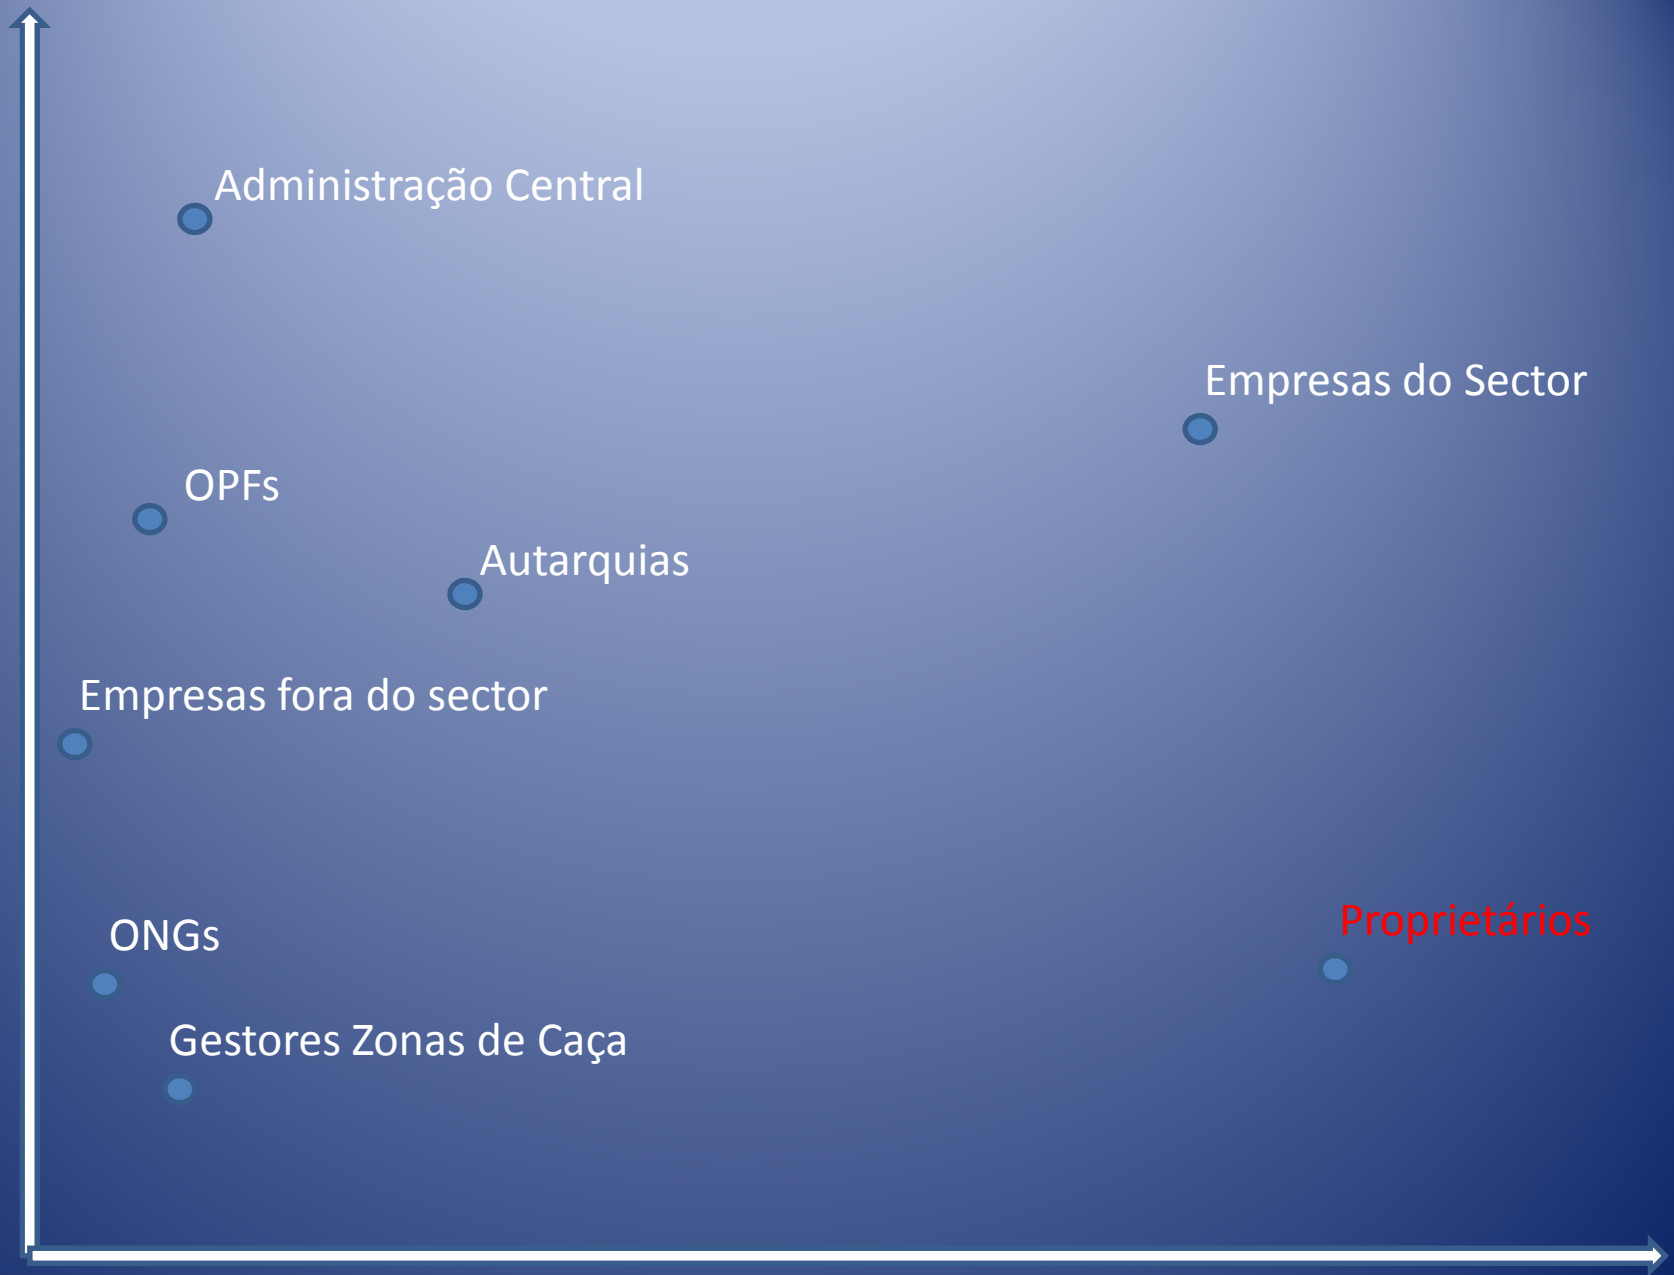 Administração Central
Empresas do Sector
OPFs
Autarquias
Empresas fora do sector
Proprietários
ONGs
Gestores Zonas de Caça